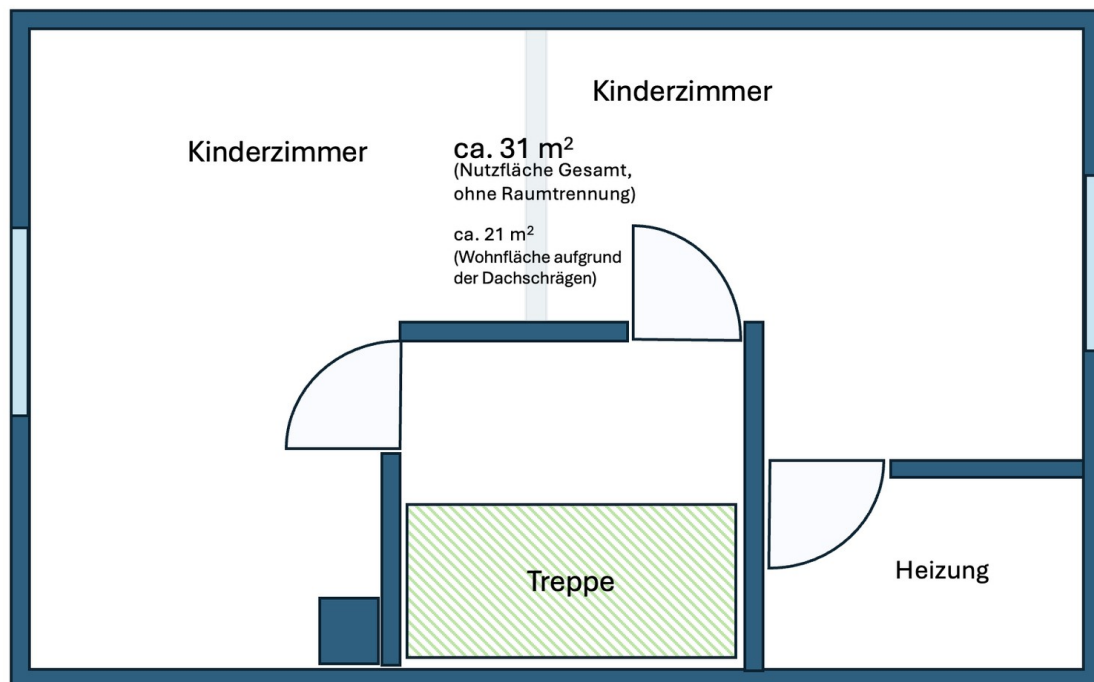 Kinderzimmer
Kinderzimmer
ca. 31 m²
(Nutzfläche Gesamt,
ohne Raumtrennung)
ca. 21 m²
(Wohnfläche aufgrund
der Dachschrägen)
Treppe
Heizung